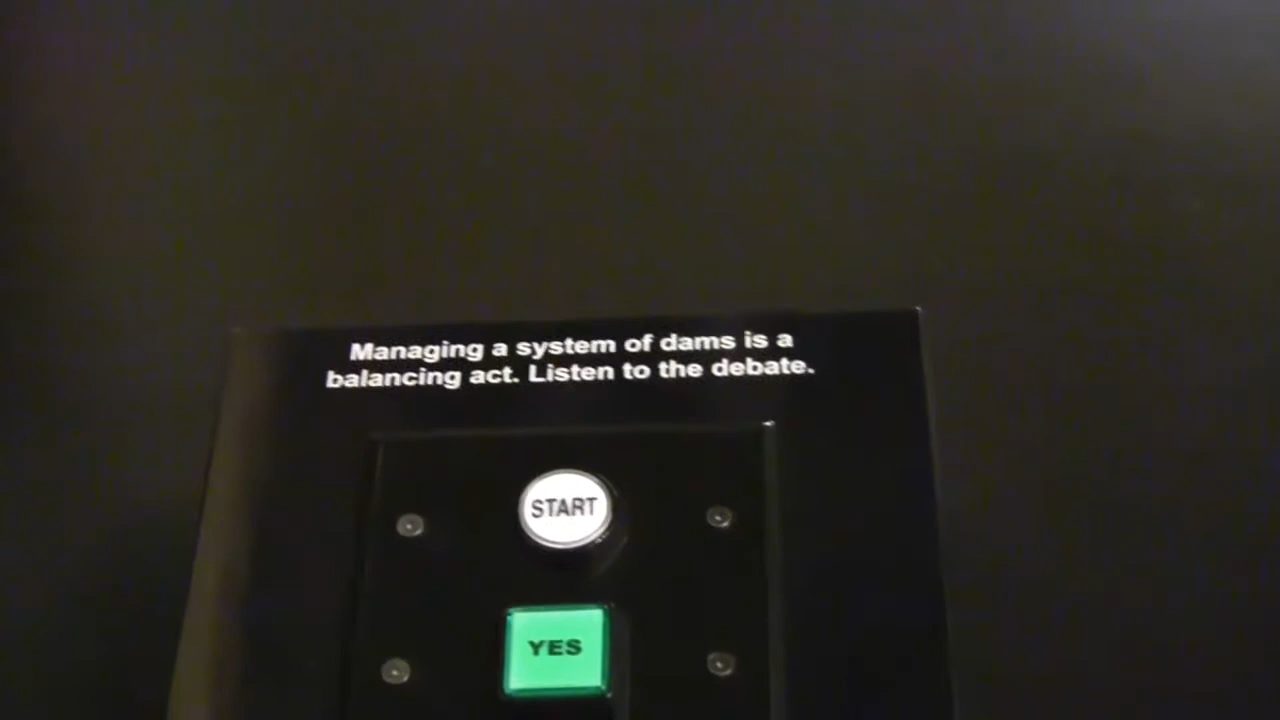 Managing a system of dams is a
balancing act. Listen to the debate.
START
YES